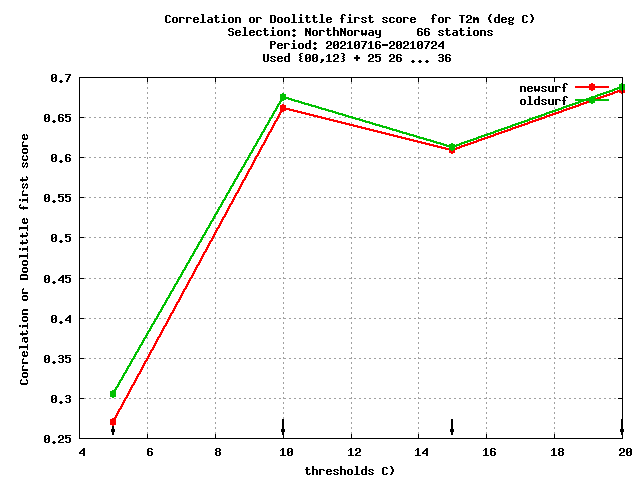 Correlation or Doolittle first score  for T2m (deg C)
Selection: NorthNorway     66 stations
Period: 20210716-20210724
Used {00,12} + 25 26 ... 36
newsurf
oldsurf
0.7
0.65
0.6
0.55
0.5
0.45
0.4
0.35
0.3
0.25
Correlation or Doolittle first score
4 6 8 10 12 14 16 18 20
thresholds C)